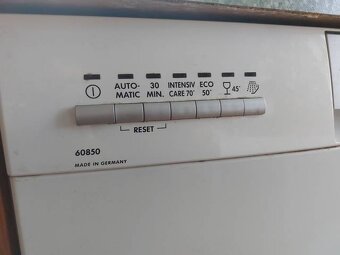 AUTO- 30 INTENSIV ECO
MATIC MIN. CARE 70° 50° 45°
RESET
60850
MADE IN GERMANY